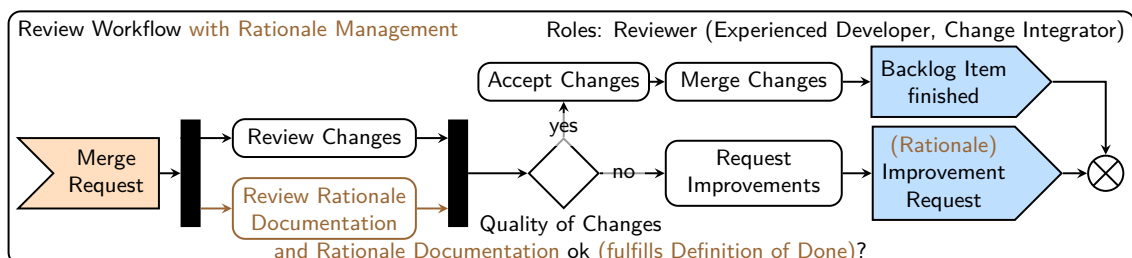 Review Workflow with Rationale Management
Roles: Reviewer (Experienced Developer, Change Integrator)
Accept Changes
Merge Changes
Backlog Item
finished
yes
Merge
Request
Review Changes
Review Rationale
Documentation
no
Request
Improvements
(Rationale)
Improvement
Request
Quality of Changes
and Rationale Documentation ok (fulfills Definition of Done)?